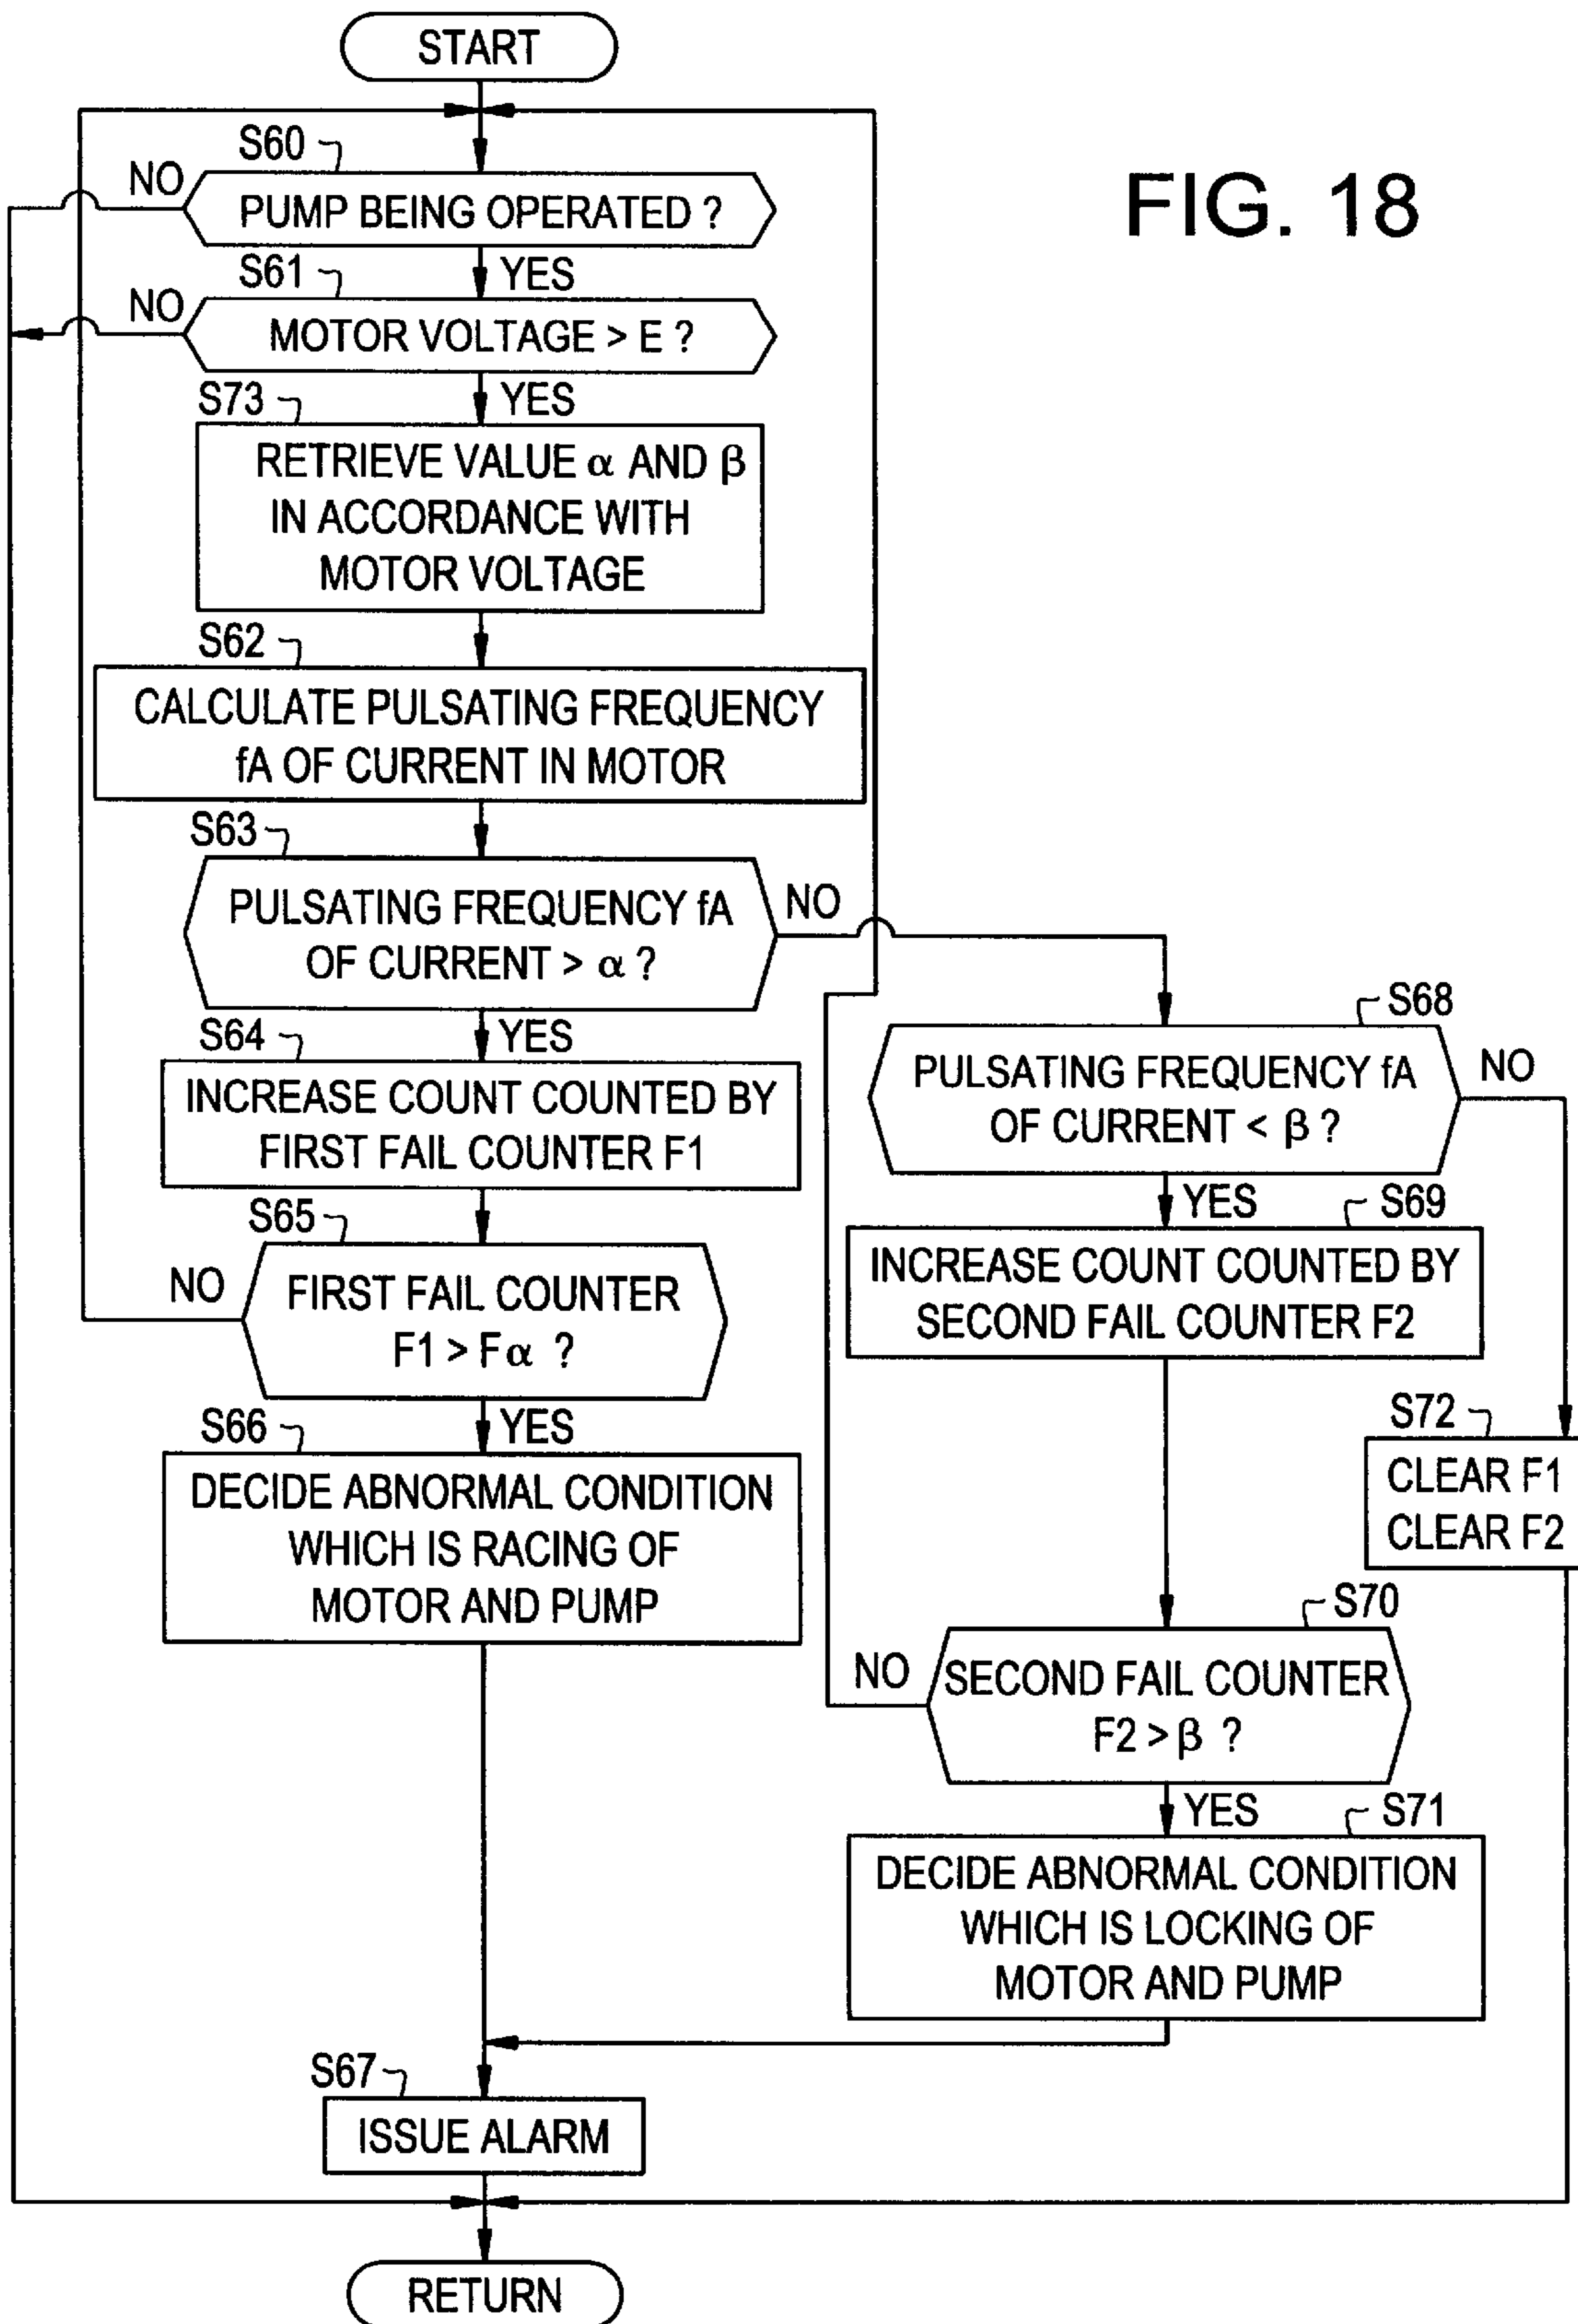 START
FIG. 18
S60
NO
PUMP BEING OPERATED ?
YES
S61
NO
MOTOR VOLTAGE > E ?
YES
S73
RETRIEVE VALUE α AND β
IN ACCORDANCE WITH
MOTOR VOLTAGE
S62
CALCULATE PULSATING FREQUENCY
fA OF CURRENT IN MOTOR
S63
PULSATING FREQUENCY fA
OF CURRENT > α ?
NO
YES
S64
INCREASE COUNT COUNTED BY
FIRST FAIL COUNTER F1
S65
NO
FIRST FAIL COUNTER
F1 > Fα ?
YES
S66
DECIDE ABNORMAL CONDITION
WHICH IS RACING OF
MOTOR AND PUMP
S68
PULSATING FREQUENCY fA
OF CURRENT < β ?
NO
YES
S69
INCREASE COUNT COUNTED BY
SECOND FAIL COUNTER F2
S72
CLEAR F1
CLEAR F2
S70
NO
SECOND FAIL COUNTER
F2 > β ?
YES
S71
DECIDE ABNORMAL CONDITION
WHICH IS LOCKING OF
MOTOR AND PUMP
S67
ISSUE ALARM
RETURN